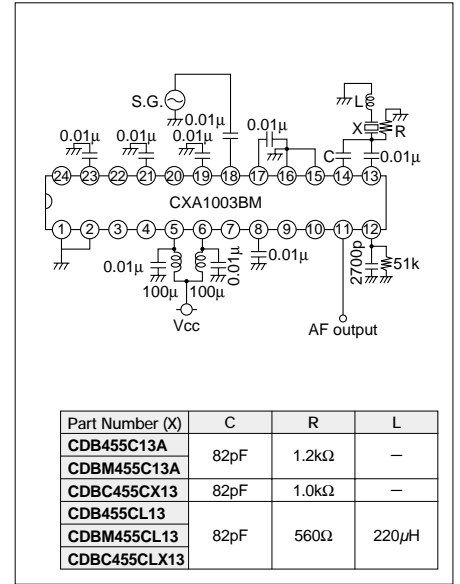 S.G.
L
X
R
0.01μ
0.01μ
0.01μ
0.01μ
0.01μ
C
0.01μ
24 23 22 21 20 19 18 17 16 15 14 13
CXA1003BM
1 2 3 4 5 6 7 8 9 10 11 12
0.01μ
0.01μ
0.01μ
2700p
51k
100μ 100μ
Vcc
AF output
Part Number (X) C R L
CDB455C13A
82pF 1.2kΩ –
CDBM455C13A
CDBC455CX13 82pF 1.0kΩ –
CDB455CL13
CDBM455CL13 82pF 560Ω 220μH
CDBC455CLX13